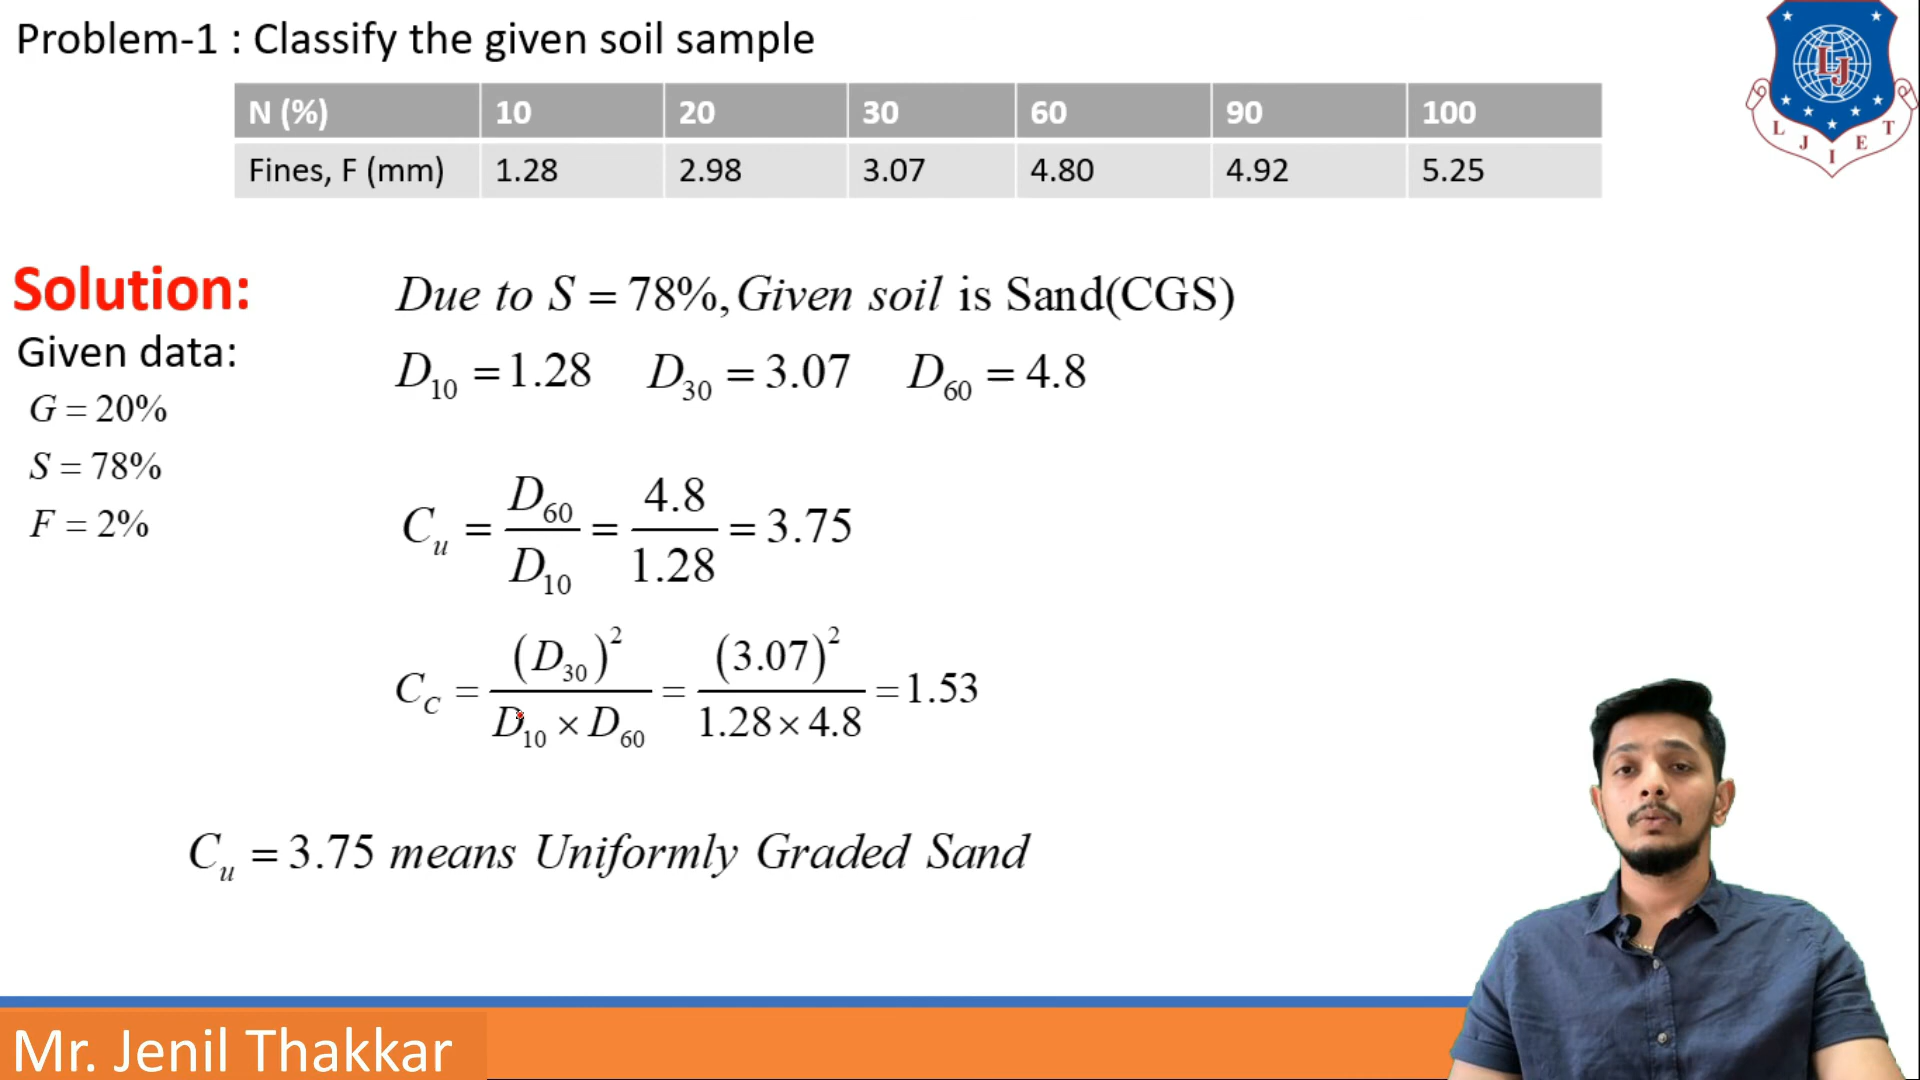 Problem-1 : Classify the given soil sample
N (%) 10 20 30 60 90 100
Fines, F (mm) 1.28 2.98 3.07 4.80 4.92 5.25
LJ
L J I E T
Solution:
Due to S = 78%, Given soil is Sand(CGS)
Given data:
D₁₀ = 1.28 D₃₀ = 3.07 D₆₀ = 4.8
G = 20%
S = 78%
F = 2%
C_u = D₆₀ / D₁₀ = 4.8 / 1.28 = 3.75
C_C = (D₃₀)² / D₁₀ × D₆₀ = (3.07)² / 1.28 × 4.8 = 1.53
C_u = 3.75 means Uniformly Graded Sand
Mr. Jenil Thakkar